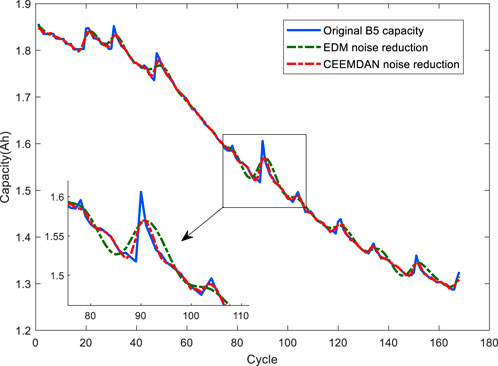 1.9
1.8
1.7
1.6
1.5
1.4
1.3
1.2
Capacity(Ah)
Original B5 capacity
EDM noise reduction
CEEMDAN noise reduction
1.6
1.55
1.5
80 90 100 110
0 20 40 60 80 100 120 140 160 180
Cycle